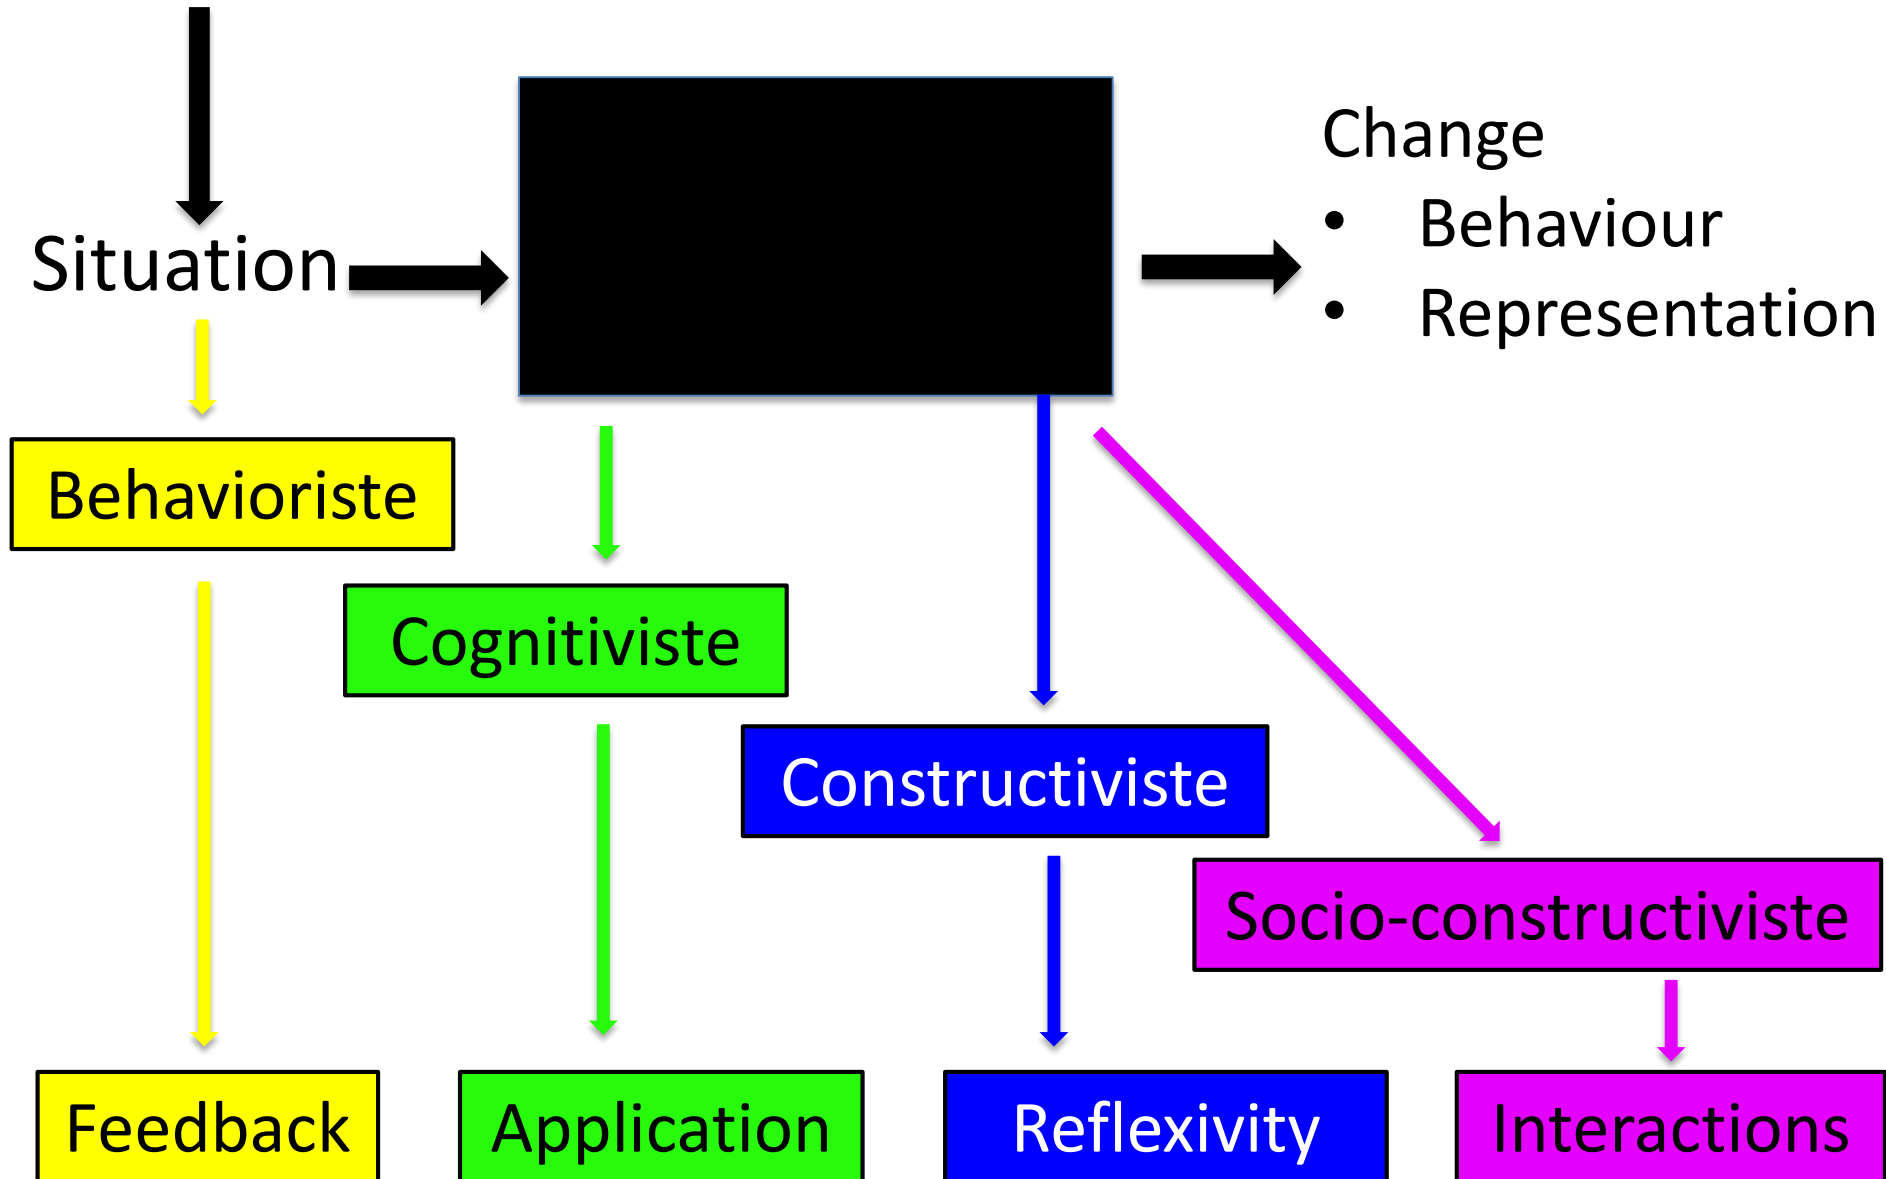 Situation
Change
• Behaviour
• Representation
Behavioriste
Cognitiviste
Constructiviste
Socio-constructiviste
Feedback
Application
Reflexivity
Interactions